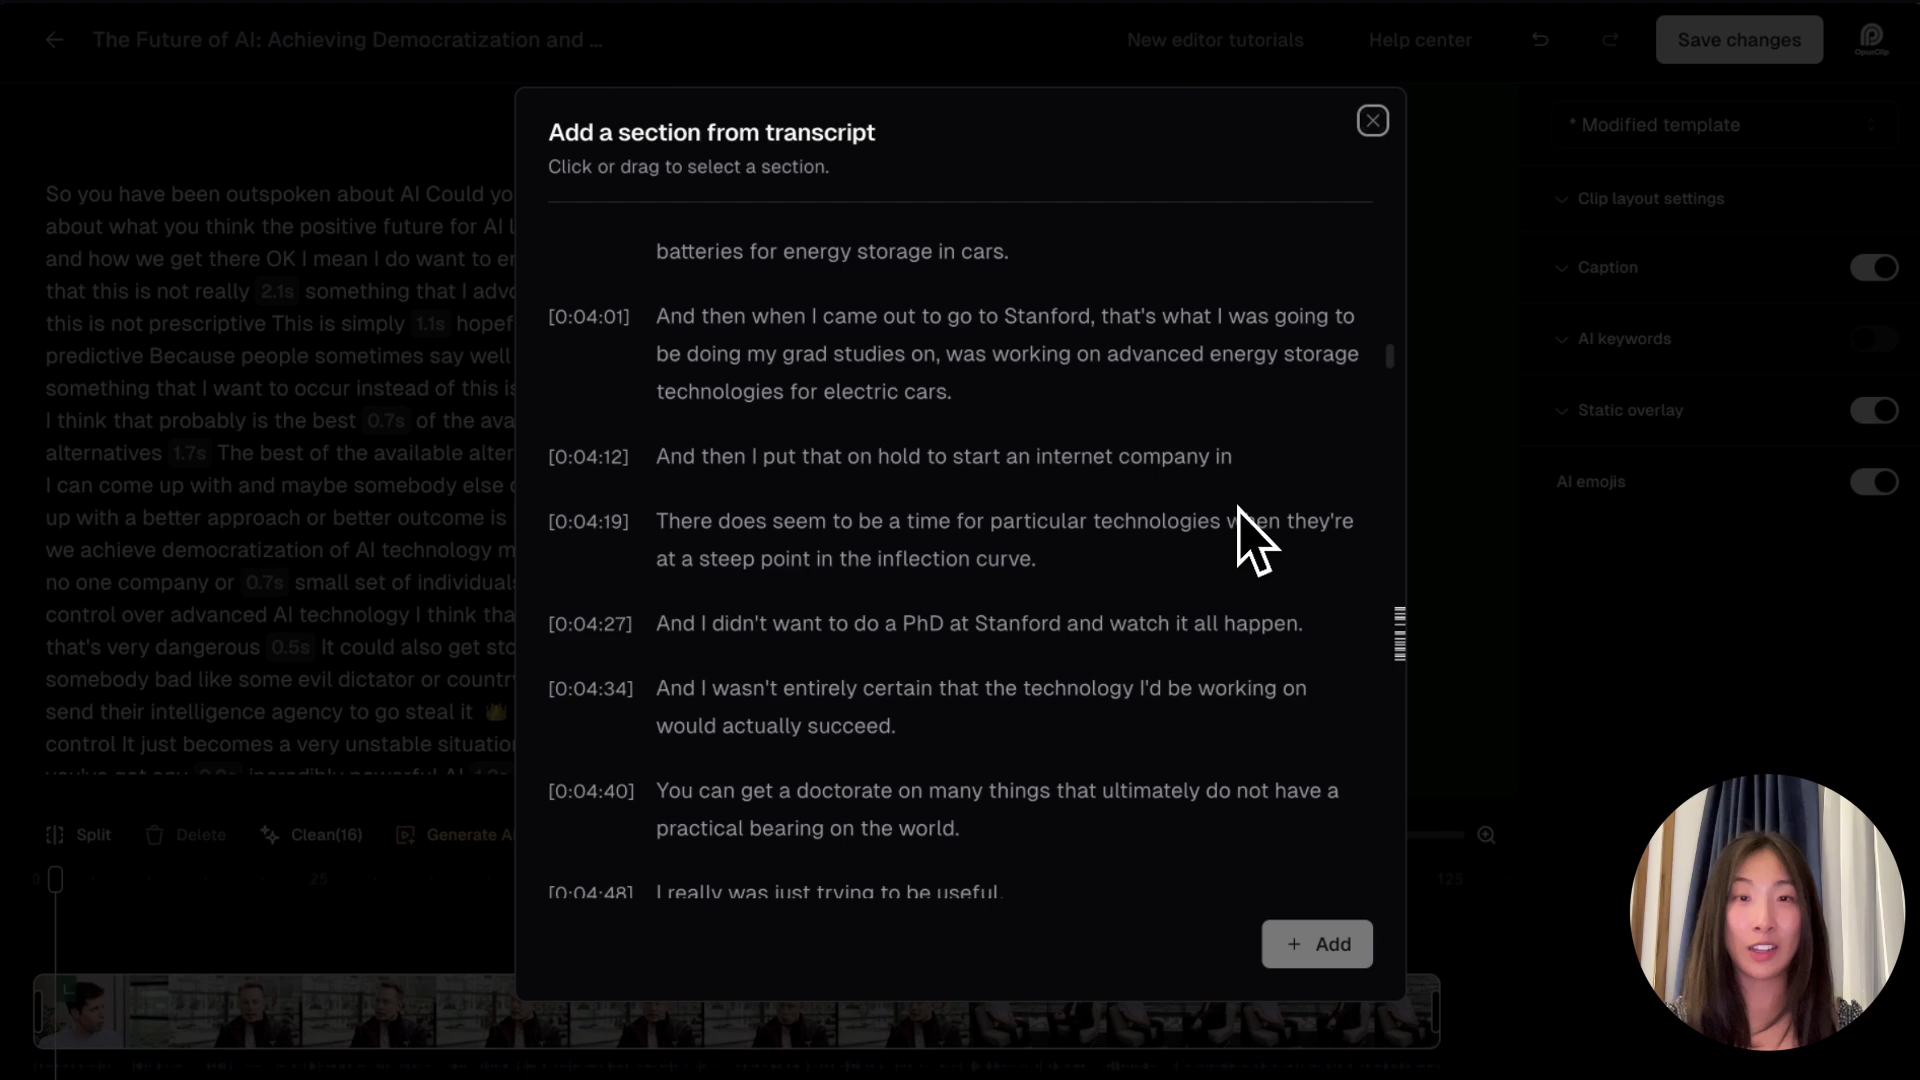 The Future of AI: Achieving Democratization and ...
New editor tutorials
Help center
Save changes
OpusClip
So you have been outspoken about AI Could yo
about what you think the positive future for AI l
and how we get there OK I mean I do want to er
that this is not really 2.1s something that I advo
this is not prescriptive This is simply 1.1s hopef
predictive Because people sometimes say well
something that I want to occur instead of this is
I think that probably is the best 0.7s of the ava
alternatives 1.7s The best of the available alter
I can come up with and maybe somebody else c
up with a better approach or better outcome is
we achieve democratization of AI technology m
no one company or 0.7s small set of individuals
control over advanced AI technology I think tha
that's very dangerous 0.5s It could also get sto
somebody bad like some evil dictator or countr
send their intelligence agency to go steal it
control It just becomes a very unstable situation
Add a section from transcript
Click or drag to select a section.
batteries for energy storage in cars.
[0:04:01] And then when I came out to go to Stanford, that's what I was going to
be doing my grad studies on, was working on advanced energy storage
technologies for electric cars.
[0:04:12] And then I put that on hold to start an internet company in
[0:04:19] There does seem to be a time for particular technologies when they're
at a steep point in the inflection curve.
[0:04:27] And I didn't want to do a PhD at Stanford and watch it all happen.
[0:04:34] And I wasn't entirely certain that the technology I'd be working on
would actually succeed.
[0:04:40] You can get a doctorate on many things that ultimately do not have a
practical bearing on the world.
[0:04:48] I really was just trying to be useful.
+ Add
* Modified template
Clip layout settings
Caption
AI keywords
Static overlay
AI emojis
Split
Delete
Clean(16)
Generate A
0
25
125